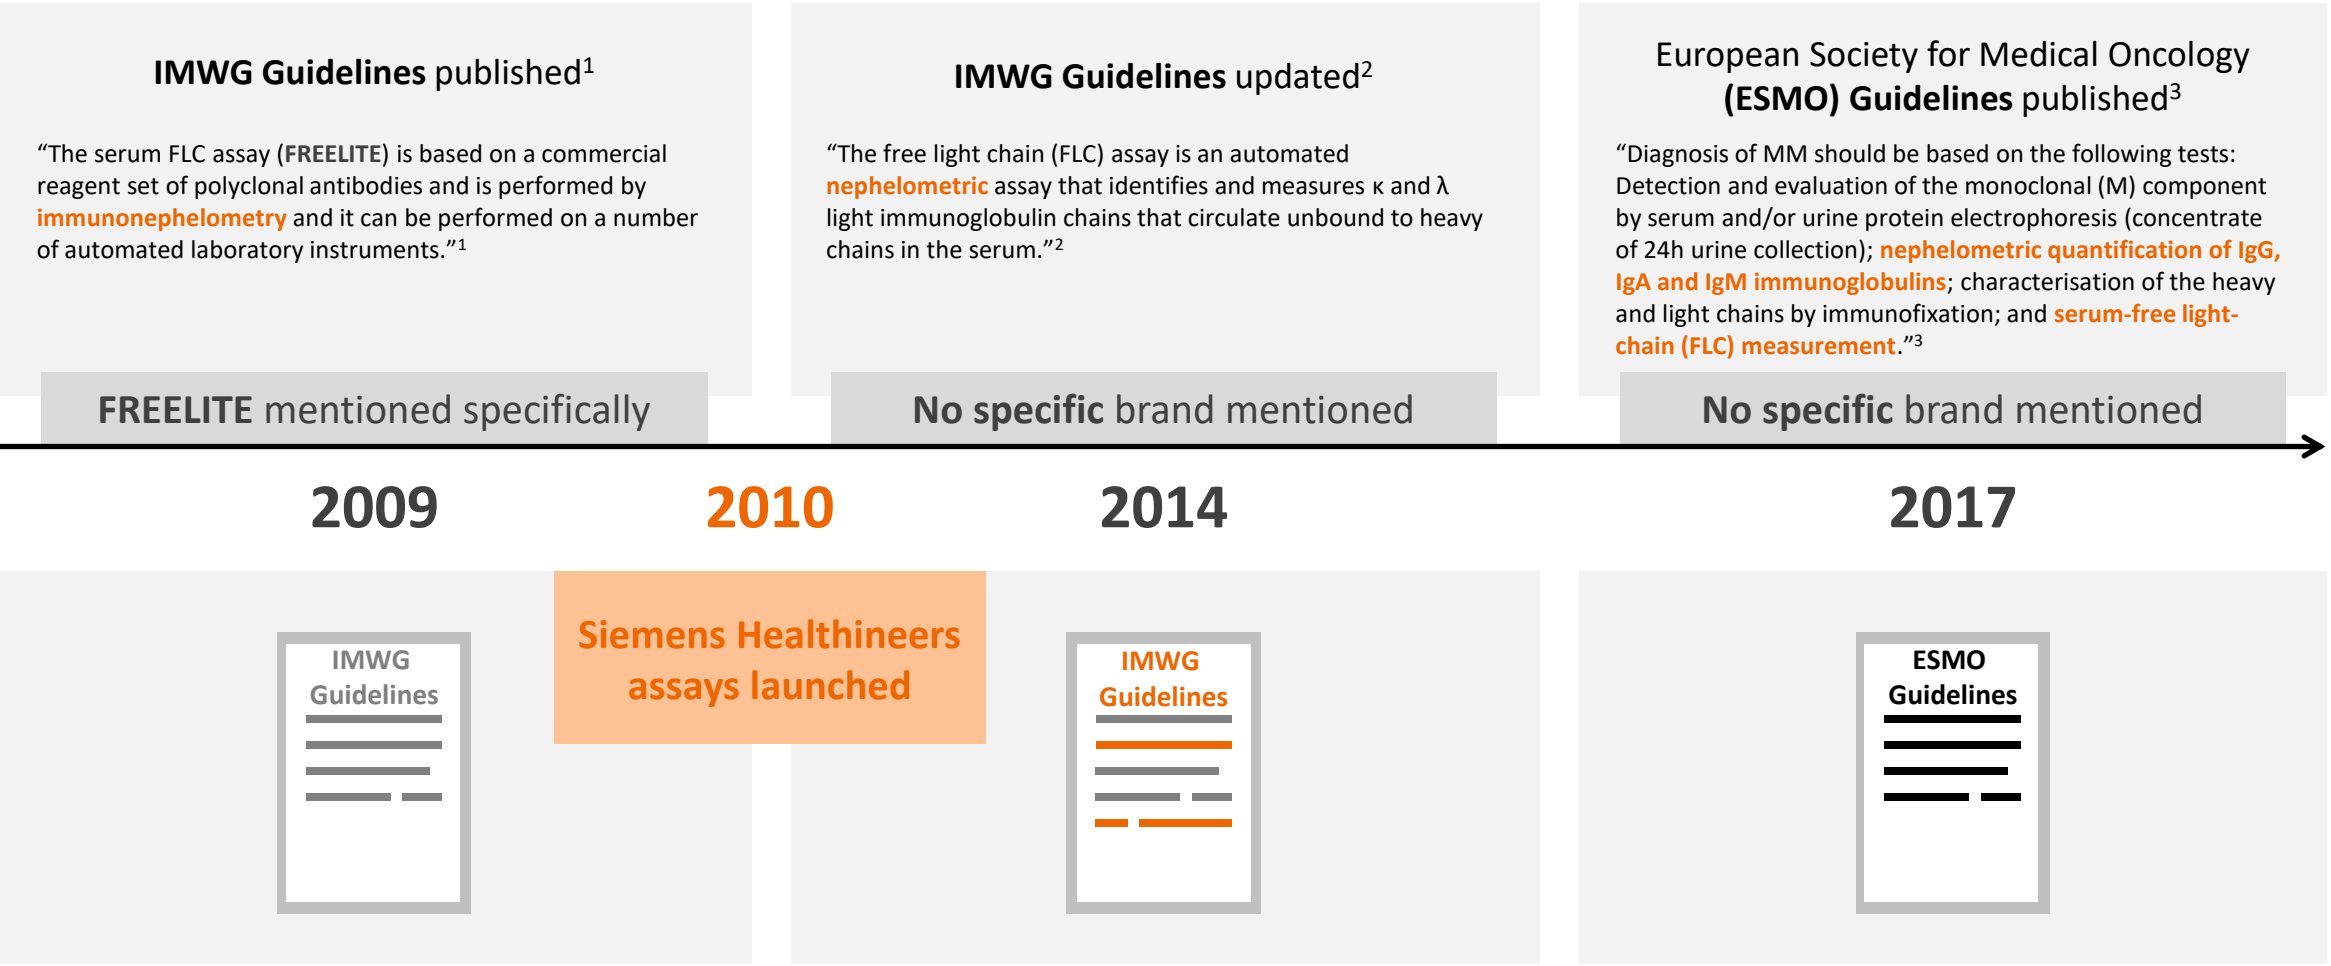 IMWG Guidelines published1
“The serum FLC assay (FREELITE) is based on a commercial
reagent set of polyclonal antibodies and is performed by
immunonephelometry and it can be performed on a number
of automated laboratory instruments.”1
FREELITE mentioned specifically
IMWG Guidelines updated2
“The free light chain (FLC) assay is an automated
nephelometric assay that identifies and measures κ and λ
light immunoglobulin chains that circulate unbound to heavy
chains in the serum.”2
No specific brand mentioned
European Society for Medical Oncology
(ESMO) Guidelines published3
“Diagnosis of MM should be based on the following tests:
Detection and evaluation of the monoclonal (M) component
by serum and/or urine protein electrophoresis (concentrate
of 24h urine collection); nephelometric quantification of IgG,
IgA and IgM immunoglobulins; characterisation of the heavy
and light chains by immunofixation; and serum-free light-
chain (FLC) measurement.”3
No specific brand mentioned
2009
2010
2014
2017
IMWG
Guidelines
Siemens Healthineers
assays launched
IMWG
Guidelines
ESMO
Guidelines